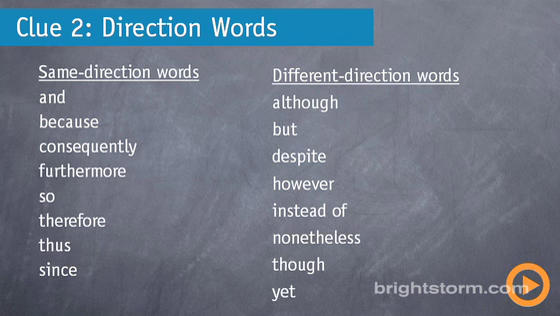 Clue 2: Direction Words
Same-direction words
and
because
consequently
furthermore
so
therefore
thus
since
Different-direction words
although
but
despite
however
instead of
nonetheless
though
yet
brightstorm.com